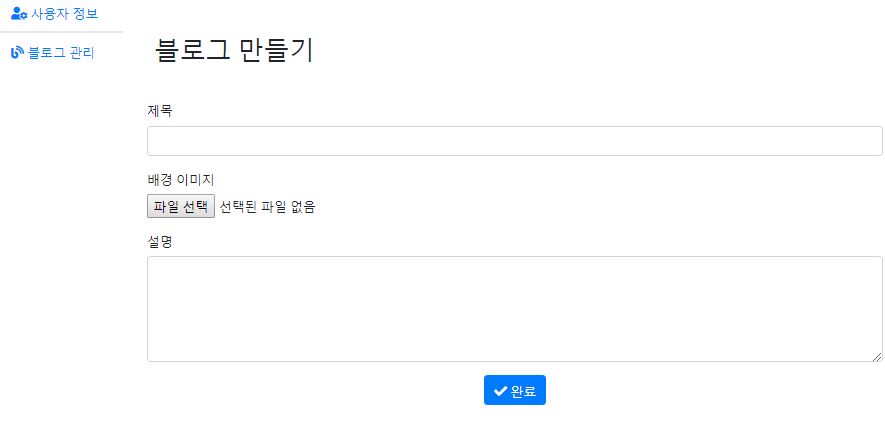 사용자 정보
블로그 관리
블로그 만들기
제목
배경 이미지
파일 선택 선택된 파일 없음
설명
완료